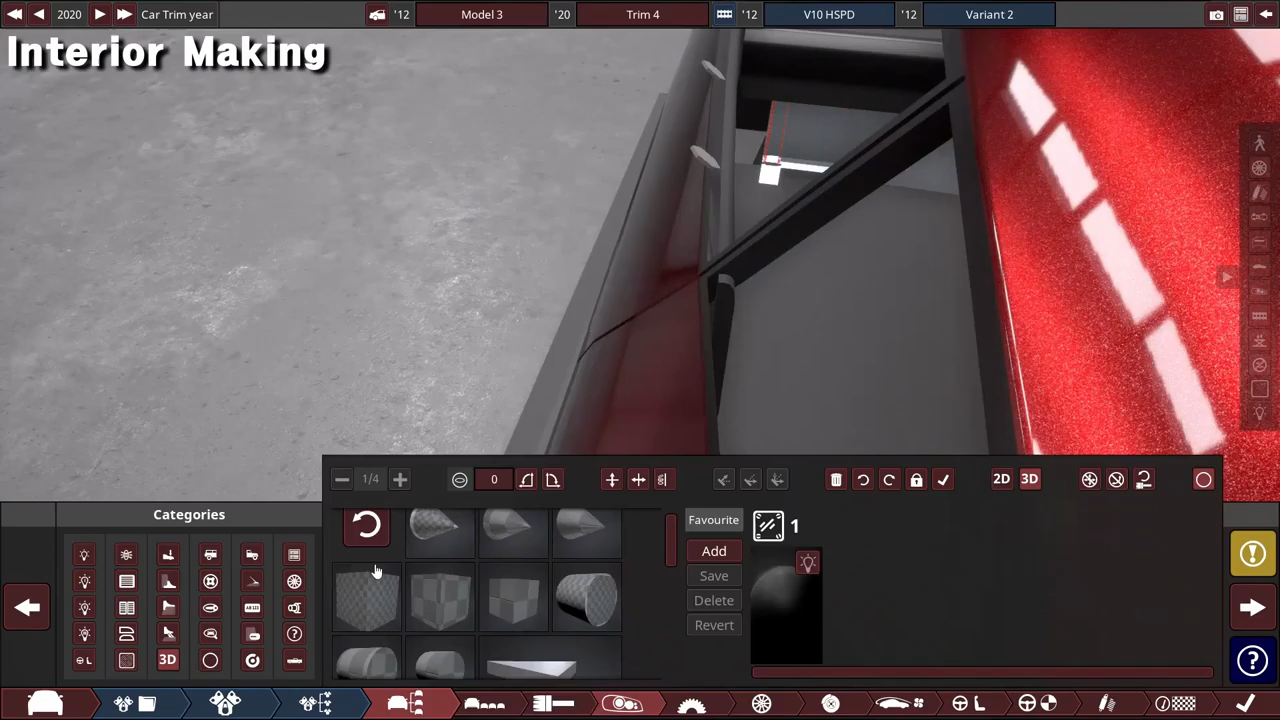 2020 Car Trim year '12 Model 3 '20 Trim 4 '12 V10 HSPD '12 Variant 2
Interior Making
1/4 0 2D 3D
Categories
Favourite 1
Add
Save
Delete
Revert
L 3D